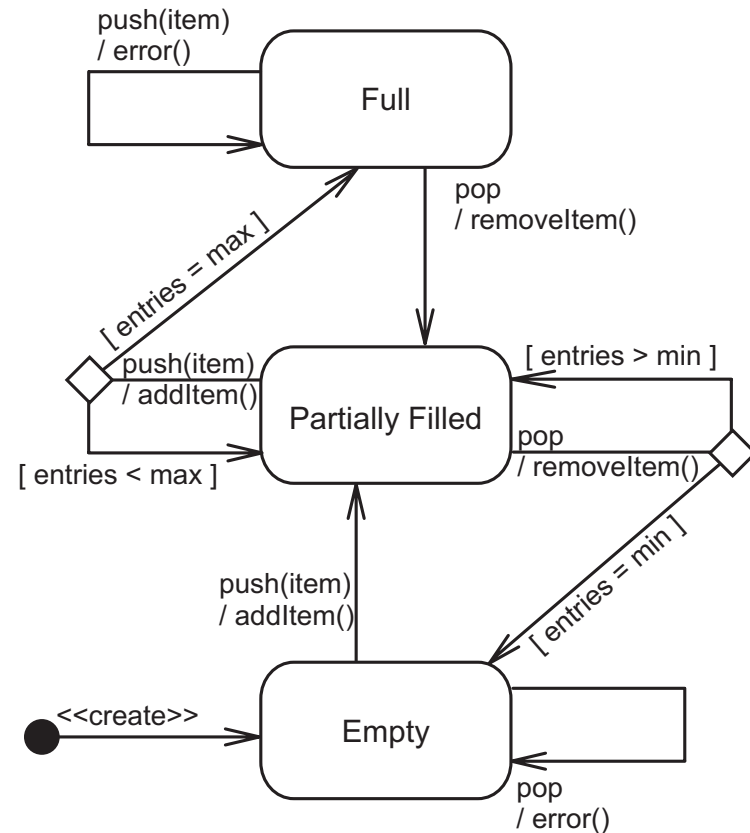 push(item)
/ error()
Full
pop
/ removeItem()
[ entries = max ]
[ entries > min ]
push(item)
/ addItem()
Partially Filled
pop
/ removeItem()
[ entries < max ]
[ entries = min ]
push(item)
/ addItem()
<<create>>
Empty
pop
/ error()